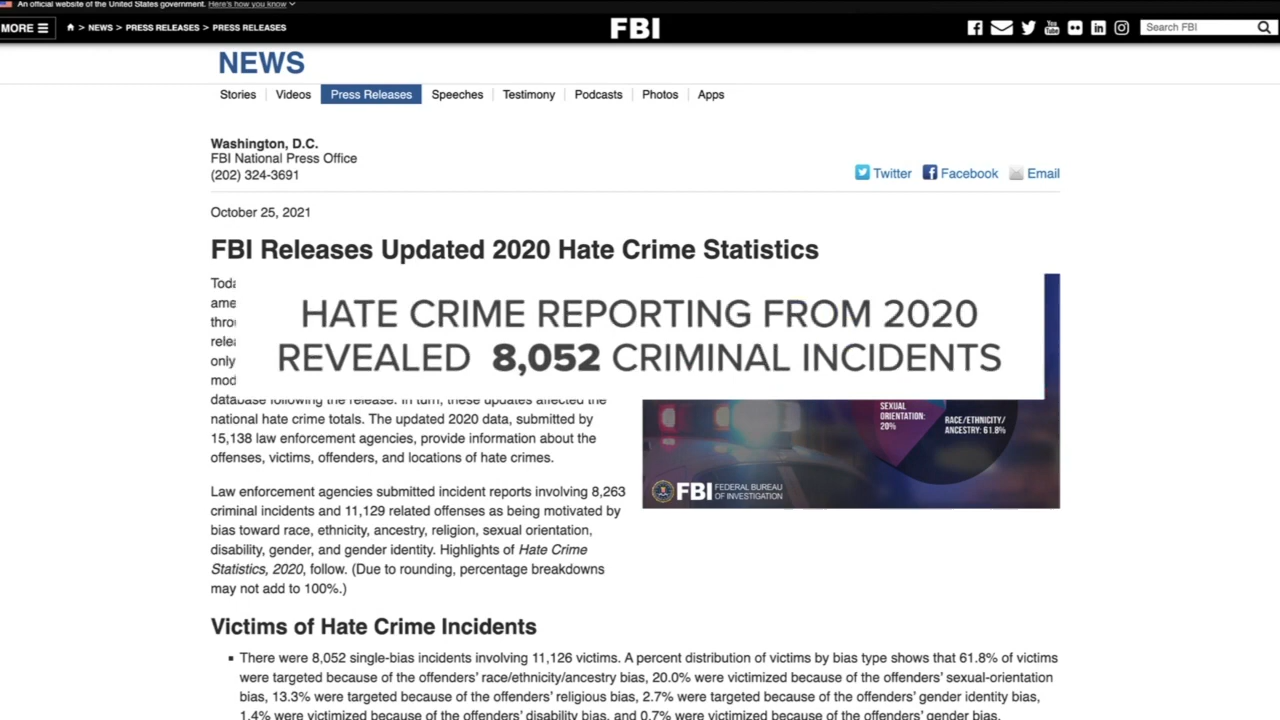 An official website of the United States government. Here's how you know
MORE
> NEWS > PRESS RELEASES > PRESS RELEASES
FBI
You Tube
in
Search FBI
NEWS
Stories Videos Press Releases Speeches Testimony Podcasts Photos Apps
Washington, D.C.
FBI National Press Office
(202) 324-3691
Twitter Facebook Email
October 25, 2021
FBI Releases Updated 2020 Hate Crime Statistics
HATE CRIME REPORTING FROM 2020
REVEALED 8,052 CRIMINAL INCIDENTS
only
database following the release. In turn, these updates affected the
national hate crime totals. The updated 2020 data, submitted by
15,138 law enforcement agencies, provide information about the
offenses, victims, offenders, and locations of hate crimes.
SEXUAL
ORIENTATION:
20%
RACE/ETHNICITY/
ANCESTRY: 61.8%
FBI FEDERAL BUREAU
OF INVESTIGATION
Law enforcement agencies submitted incident reports involving 8,263
criminal incidents and 11,129 related offenses as being motivated by
bias toward race, ethnicity, ancestry, religion, sexual orientation,
disability, gender, and gender identity. Highlights of Hate Crime
Statistics, 2020, follow. (Due to rounding, percentage breakdowns
may not add to 100%.)
Victims of Hate Crime Incidents
▪ There were 8,052 single-bias incidents involving 11,126 victims. A percent distribution of victims by bias type shows that 61.8% of victims
were targeted because of the offenders' race/ethnicity/ancestry bias, 20.0% were victimized because of the offenders' sexual-orientation
bias, 13.3% were targeted because of the offenders' religious bias, 2.7% were targeted because of the offenders' gender identity bias,
1.4% were victimized because of the offenders' disability bias, and 0.7% were victimized because of the offenders' gender bias.